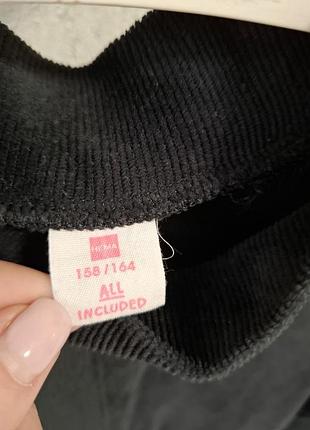 HEMA
158/164
ALL
INCLUDED